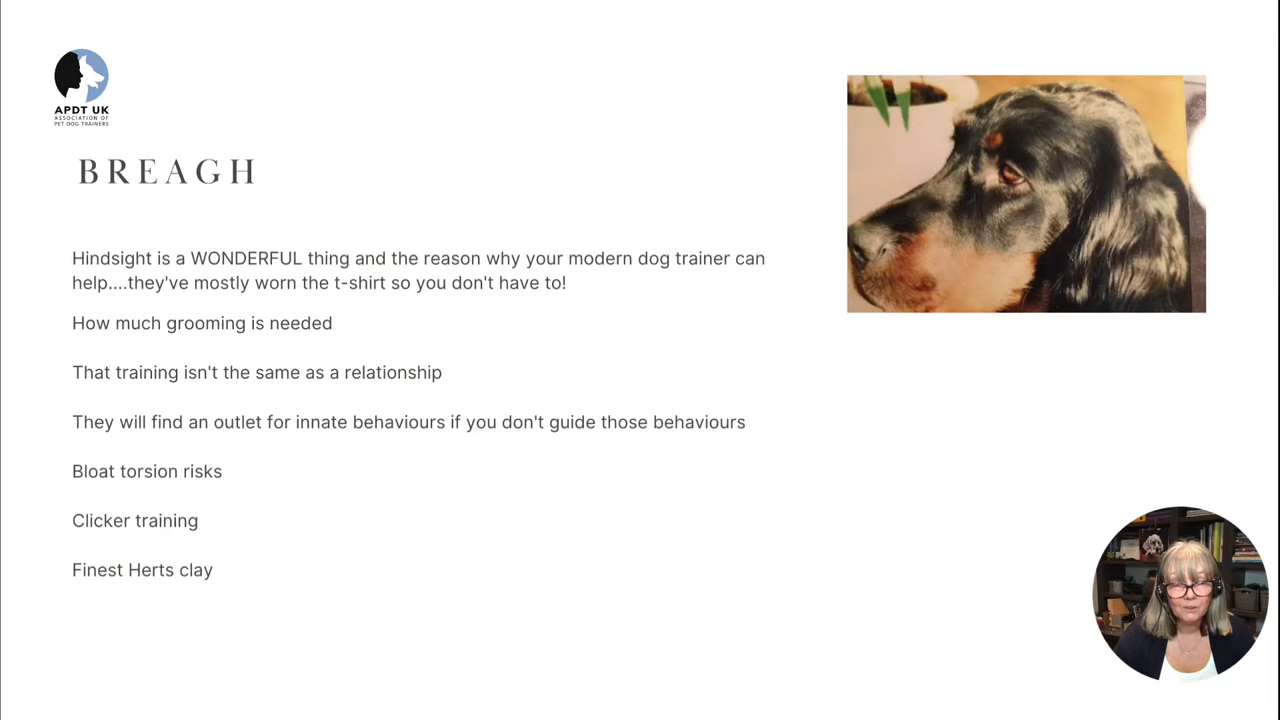 APDT UK
ASSOCIATION OF
PET DOG TRAINERS
BREAGH
Hindsight is a WONDERFUL thing and the reason why your modern dog trainer can
help....they've mostly worn the t-shirt so you don't have to!
How much grooming is needed
That training isn't the same as a relationship
They will find an outlet for innate behaviours if you don't guide those behaviours
Bloat torsion risks
Clicker training
Finest Herts clay